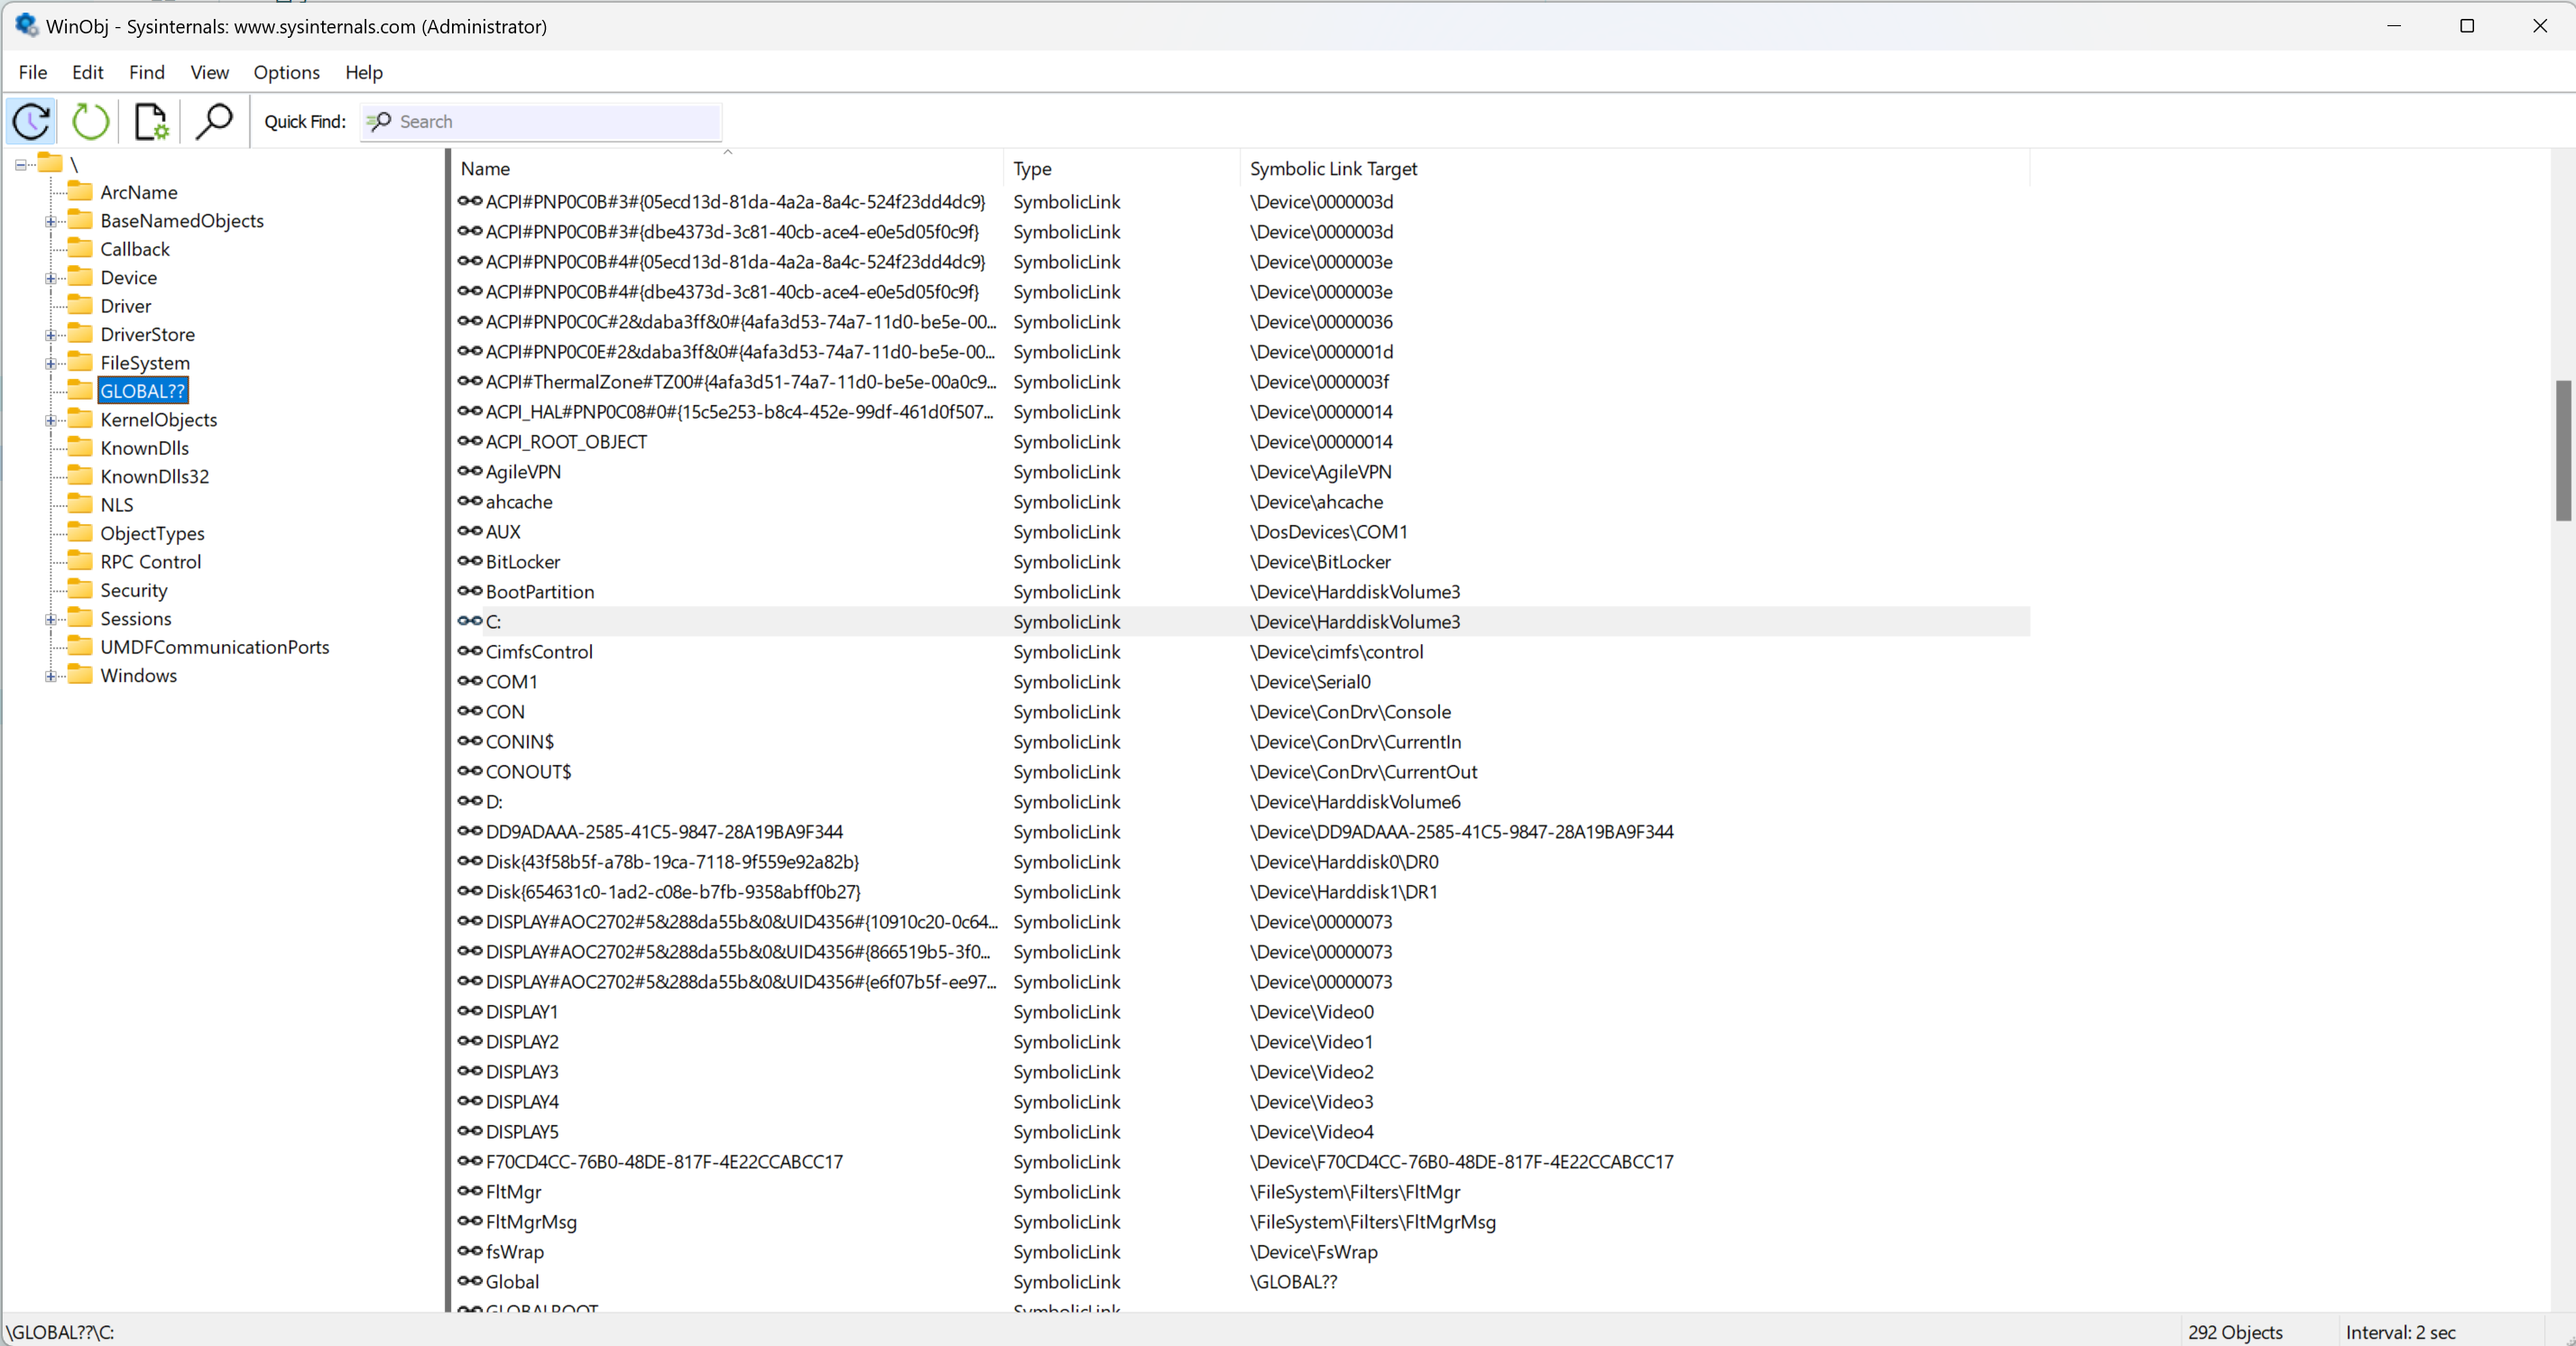 WinObj - Sysinternals: www.sysinternals.com (Administrator)
File Edit Find View Options Help
Quick Find: Search
\
ArcName
BaseNamedObjects
Callback
Device
Driver
DriverStore
FileSystem
GLOBAL??
KernelObjects
KnownDlls
KnownDlls32
NLS
ObjectTypes
RPC Control
Security
Sessions
UMDFCommunicationPorts
Windows
Name Type Symbolic Link Target
ACPI#PNP0C0B#3#{05ecd13d-81da-4a2a-8a4c-524f23dd4dc9} SymbolicLink \Device\0000003d
ACPI#PNP0C0B#3#{dbe4373d-3c81-40cb-ace4-e0e5d05f0c9f} SymbolicLink \Device\0000003d
ACPI#PNP0C0B#4#{05ecd13d-81da-4a2a-8a4c-524f23dd4dc9} SymbolicLink \Device\0000003e
ACPI#PNP0C0B#4#{dbe4373d-3c81-40cb-ace4-e0e5d05f0c9f} SymbolicLink \Device\0000003e
ACPI#PNP0C0C#2&daba3ff&0#{4afa3d53-74a7-11d0-be5e-00... SymbolicLink \Device\00000036
ACPI#PNP0C0E#2&daba3ff&0#{4afa3d53-74a7-11d0-be5e-00... SymbolicLink \Device\0000001d
ACPI#ThermalZone#TZ00#{4afa3d51-74a7-11d0-be5e-00a0c9... SymbolicLink \Device\0000003f
ACPI_HAL#PNP0C08#0#{15c5e253-b8c4-452e-99df-461d0f507... SymbolicLink \Device\00000014
ACPI_ROOT_OBJECT SymbolicLink \Device\00000014
AgileVPN SymbolicLink \Device\AgileVPN
ahcache SymbolicLink \Device\ahcache
AUX SymbolicLink \DosDevices\COM1
BitLocker SymbolicLink \Device\BitLocker
BootPartition SymbolicLink \Device\HarddiskVolume3
C: SymbolicLink \Device\HarddiskVolume3
CimfsControl SymbolicLink \Device\cimfs\control
COM1 SymbolicLink \Device\Serial0
CON SymbolicLink \Device\ConDrv\Console
CONIN$ SymbolicLink \Device\ConDrv\CurrentIn
CONOUT$ SymbolicLink \Device\ConDrv\CurrentOut
D: SymbolicLink \Device\HarddiskVolume6
DD9ADAAA-2585-41C5-9847-28A19BA9F344 SymbolicLink \Device\DD9ADAAA-2585-41C5-9847-28A19BA9F344
Disk{43f58b5f-a78b-19ca-7118-9f559e92a82b} SymbolicLink \Device\Harddisk0\DR0
Disk{654631c0-1ad2-c08e-b7fb-9358abff0b27} SymbolicLink \Device\Harddisk1\DR1
DISPLAY#AOC2702#5&288da55b&0&UID4356#{10910c20-0c64... SymbolicLink \Device\00000073
DISPLAY#AOC2702#5&288da55b&0&UID4356#{866519b5-3f0... SymbolicLink \Device\00000073
DISPLAY#AOC2702#5&288da55b&0&UID4356#{e6f07b5f-ee97... SymbolicLink \Device\00000073
DISPLAY1 SymbolicLink \Device\Video0
DISPLAY2 SymbolicLink \Device\Video1
DISPLAY3 SymbolicLink \Device\Video2
DISPLAY4 SymbolicLink \Device\Video3
DISPLAY5 SymbolicLink \Device\Video4
F70CD4CC-76B0-48DE-817F-4E22CCABCC17 SymbolicLink \Device\F70CD4CC-76B0-48DE-817F-4E22CCABCC17
FltMgr SymbolicLink \FileSystem\Filters\FltMgr
FltMgrMsg SymbolicLink \FileSystem\Filters\FltMgrMsg
fsWrap SymbolicLink \Device\FsWrap
Global SymbolicLink \GLOBAL??
GLOBALROOT SymbolicLink
\GLOBAL??\C: 292 Objects Interval: 2 sec